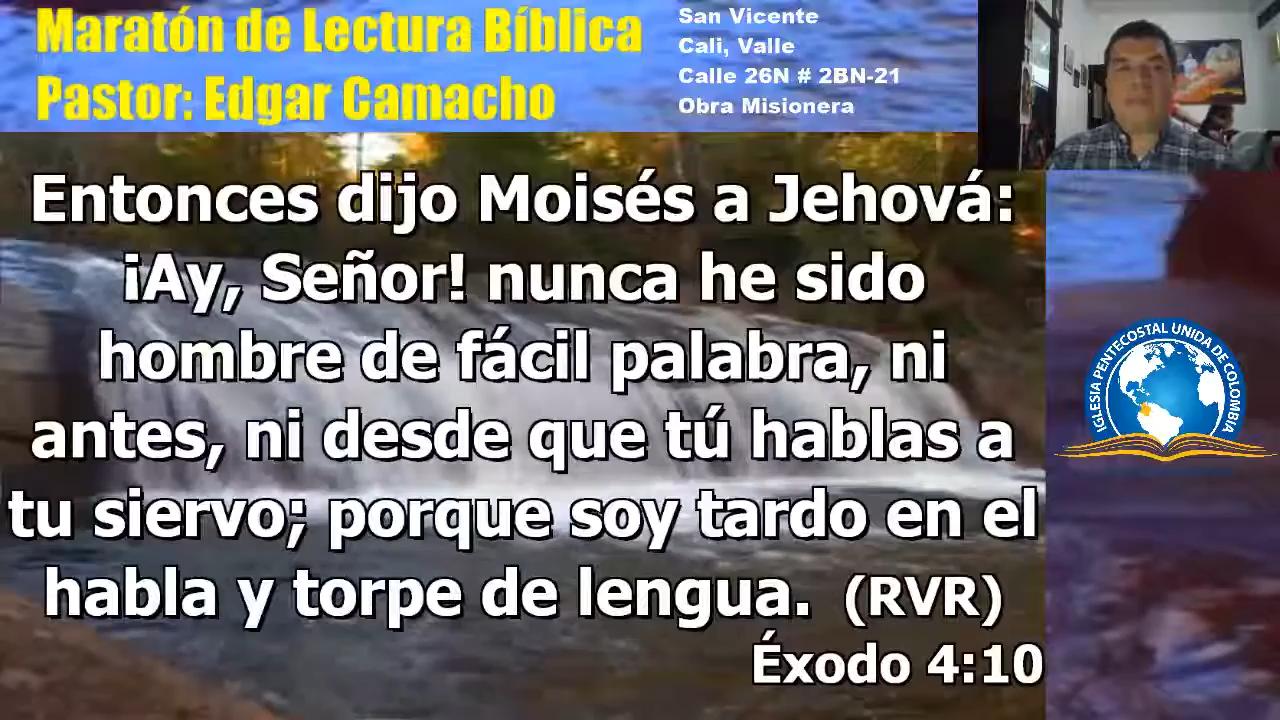 Maratón de Lectura Bíblica
Pastor: Edgar Camacho
San Vicente
Cali, Valle
Calle 26N # 2BN-21
Obra Misionera
Entonces dijo Moisés a Jehová:
¡Ay, Señor! nunca he sido
hombre de fácil palabra, ni
antes, ni desde que tú hablas a
tu siervo; porque soy tardo en el
habla y torpe de lengua. (RVR)
Éxodo 4:10
IGLESIA PENTECOSTAL UNIDA DE COLOMBIA